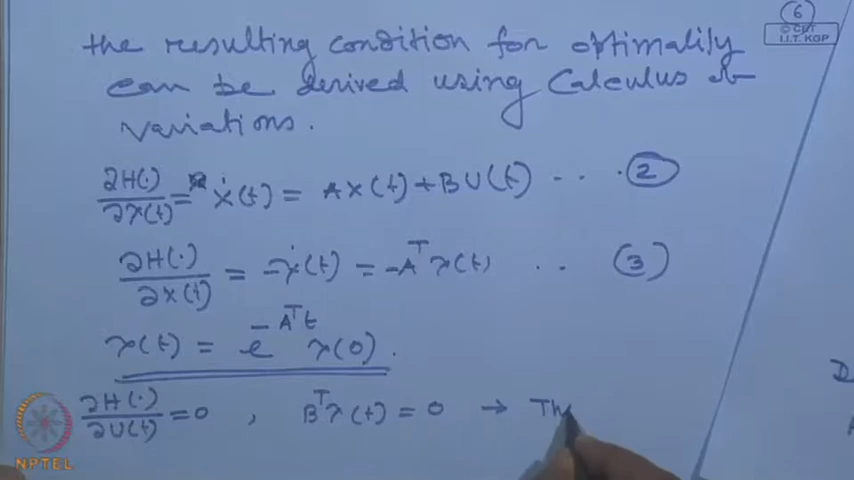 6
© CET
I.I.T. KGP
the resulting condition for optimality
can be derived using Calculus of
variations.
∂H(.)/∂λ(t) = ẋ(t) = Ax(t) + BU(t) ... (2)
∂H(.)/∂x(t) = -λ̇(t) = -Aᵀλ(t) .. (3)
λ(t) = e^{-Aᵀt} λ(0).
∂H(.)/∂U(t) = 0 , Bᵀλ(t) = 0 → Th
NPTEL